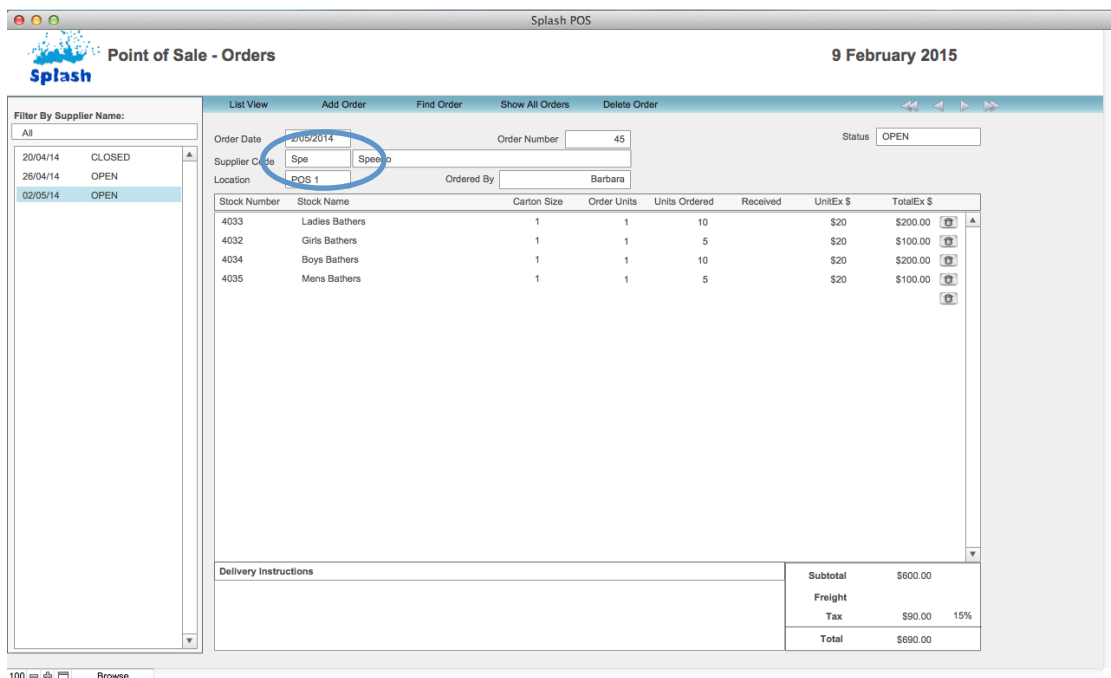 Splash POS
Splash
Point of Sale - Orders
9 February 2015
List View Add Order Find Order Show All Orders Delete Order
Filter By Supplier Name:
All
20/04/14 CLOSED
26/04/14 OPEN
02/05/14 OPEN
Order Date 2/05/2014 Order Number 45 Status OPEN
Supplier Code Spe Speedo
Location POS 1 Ordered By Barbara
Stock Number Stock Name Carton Size Order Units Units Ordered Received UnitEx $ TotalEx $
4033 Ladies Bathers 1 1 10 $20 $200.00
4032 Girls Bathers 1 1 5 $20 $100.00
4034 Boys Bathers 1 1 10 $20 $200.00
4035 Mens Bathers 1 1 5 $20 $100.00
Delivery Instructions
Subtotal $600.00
Freight
Tax $90.00 15%
Total $690.00
100 Browse